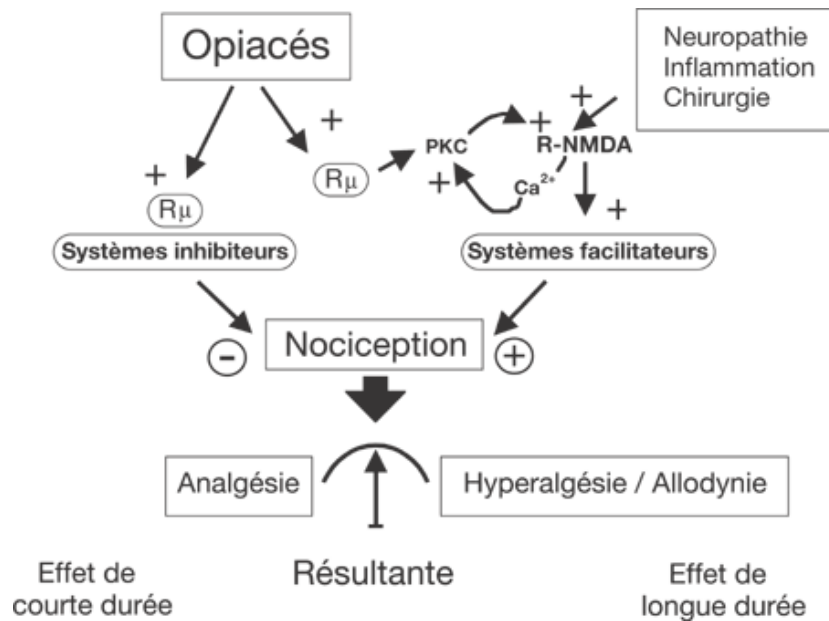 Opiacés
Neuropathie
Inflammation
Chirurgie
+
+
+
+
PKC
R-NMDA
+
Rμ
Rμ
+
Ca²⁺
+
Systèmes inhibiteurs
Systèmes facilitateurs
-
Nociception
+
Analgésie
Hyperalgésie / Allodynie
Résultante
Effet de
courte durée
Effet de
longue durée